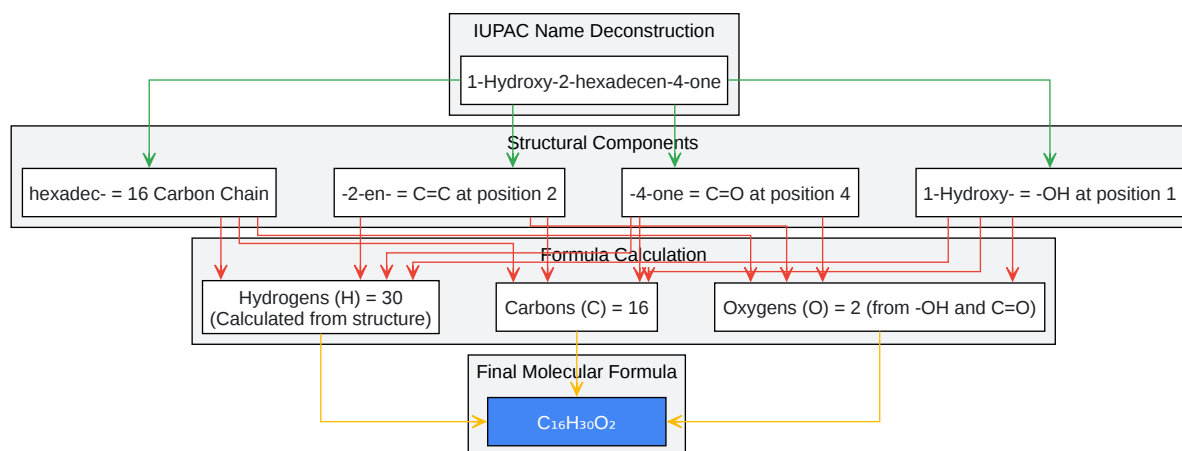 IUPAC Name Deconstruction
1-Hydroxy-2-hexadecen-4-one
Structural Components
hexadec- = 16 Carbon Chain
-2-en- = C=C at position 2
-4-one = C=O at position 4
1-Hydroxy- = -OH at position 1
Formula Calculation
Hydrogens (H) = 30
(Calculated from structure)
Carbons (C) = 16
Oxygens (O) = 2 (from -OH and C=O)
Final Molecular Formula
C₁₆H₃₀O₂